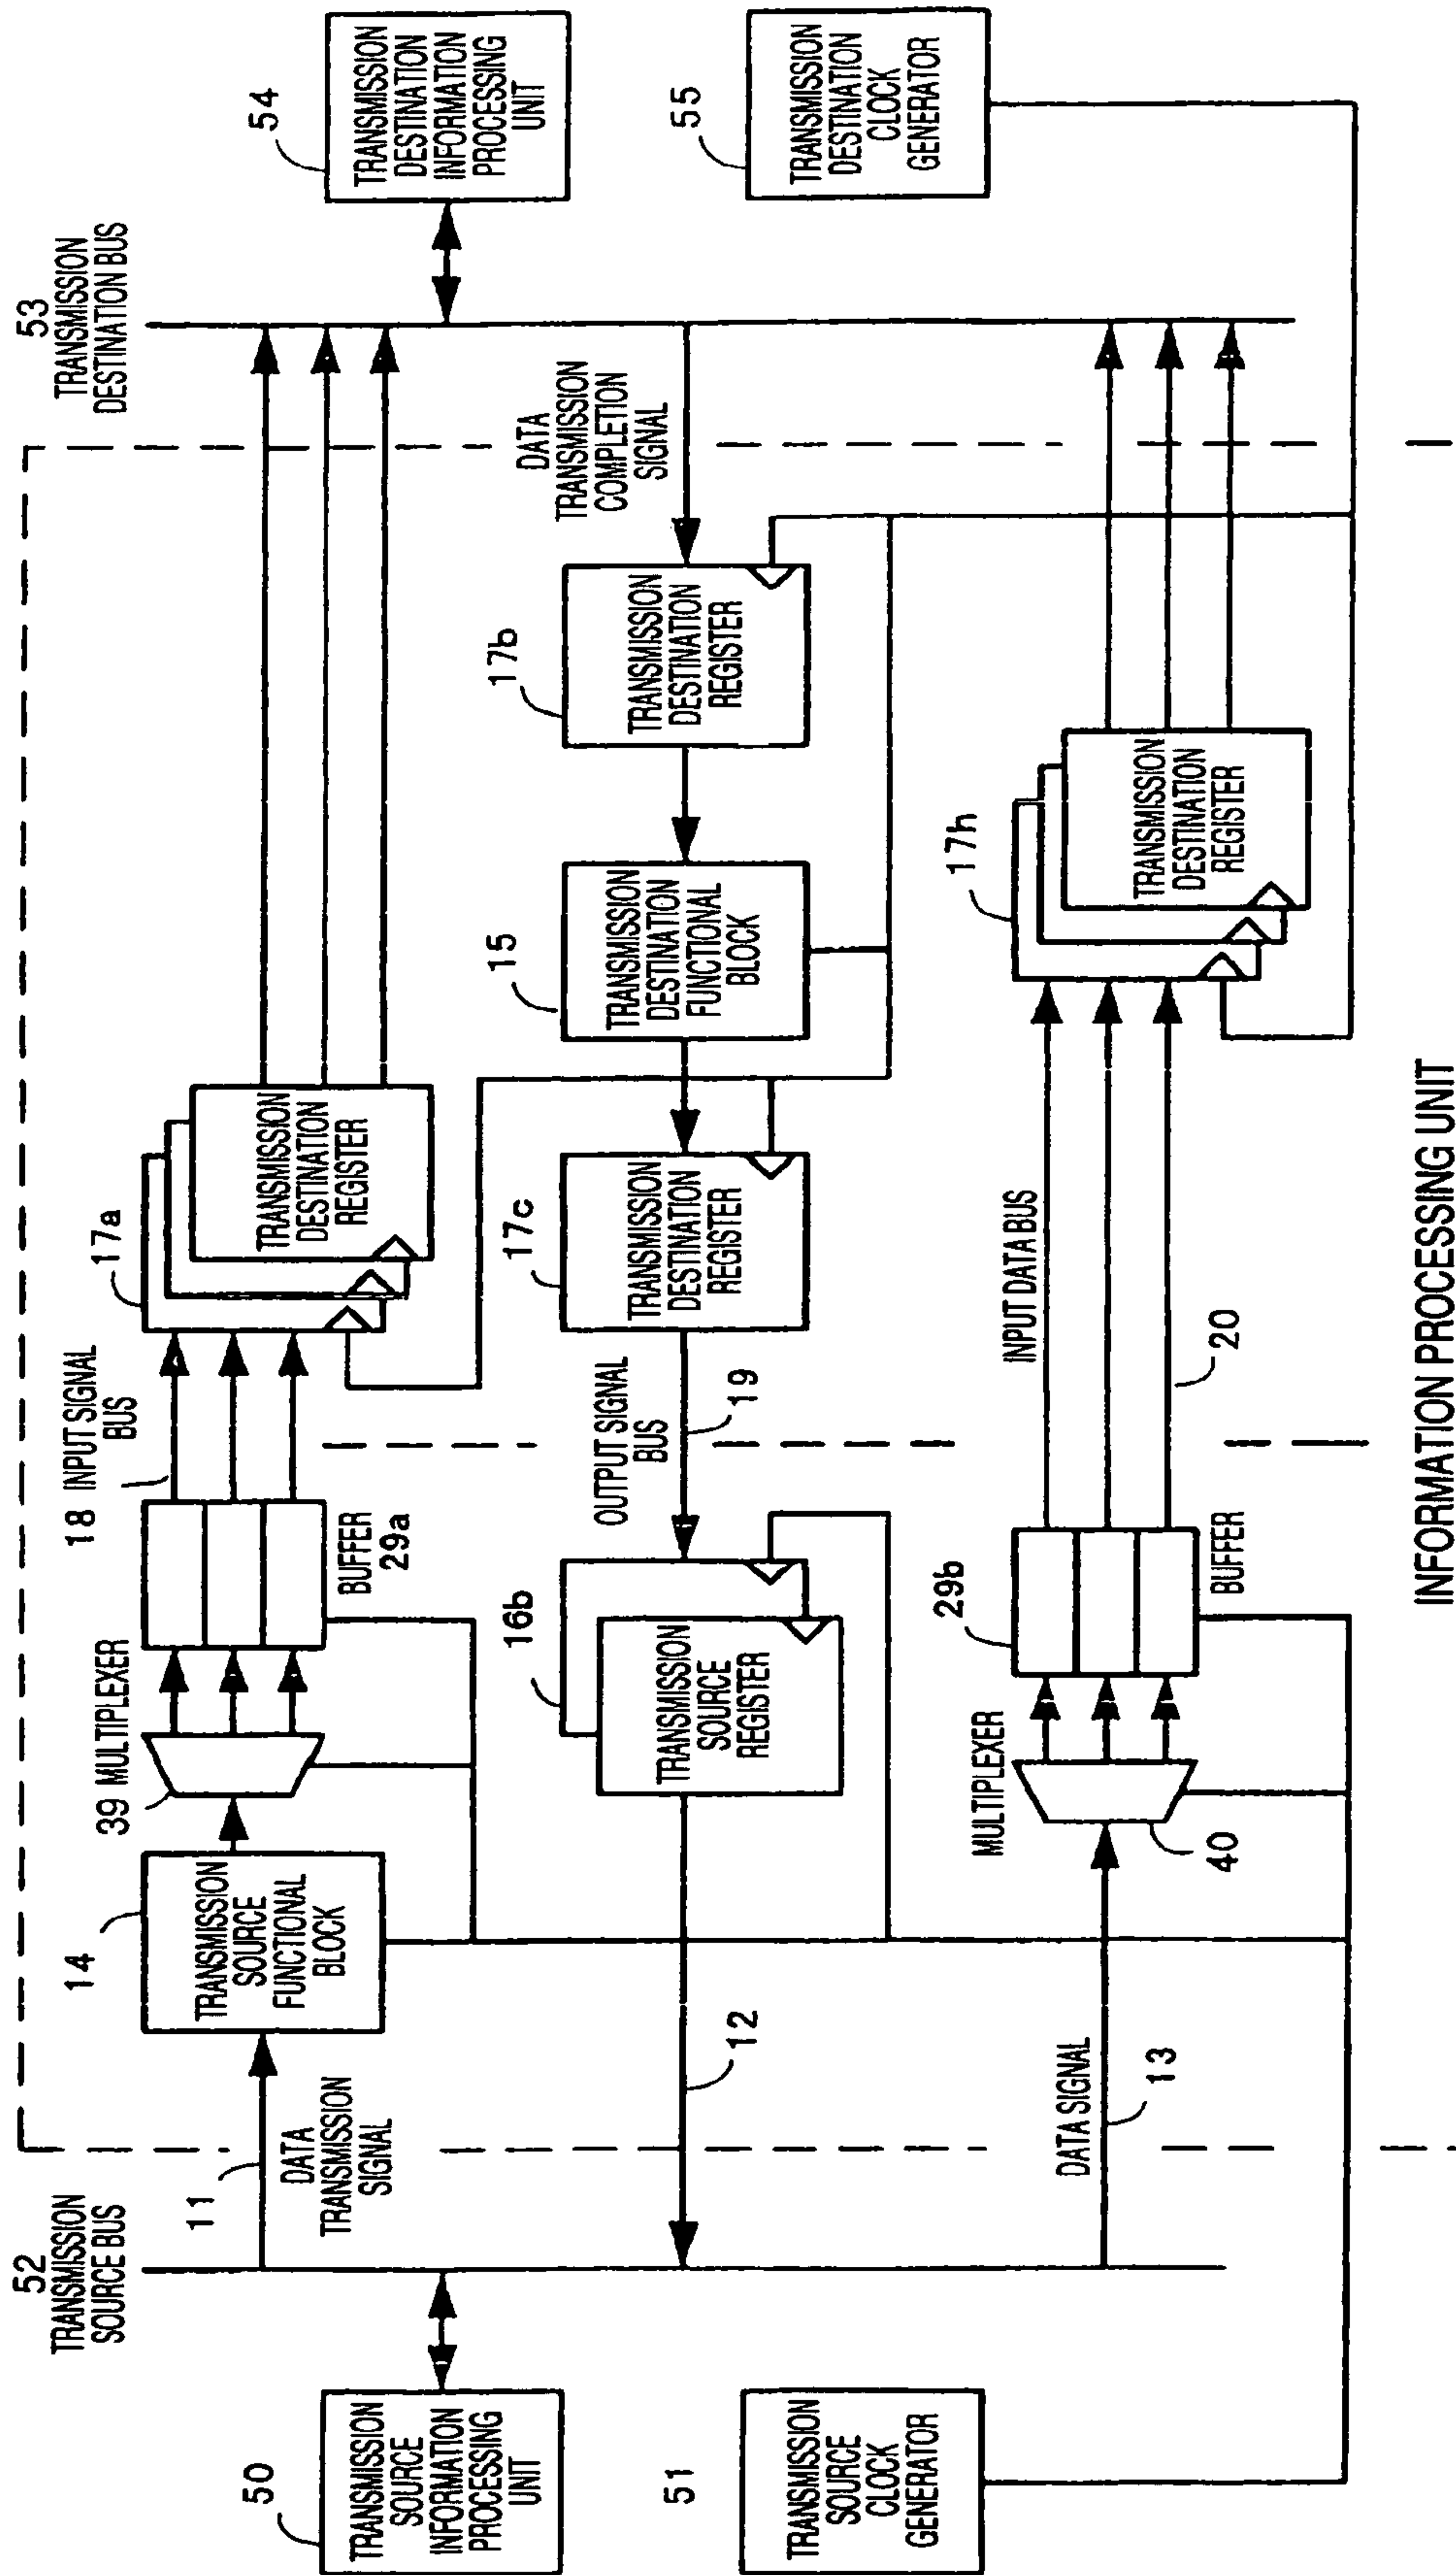 52
TRANSMISSION
SOURCE BUS
53
TRANSMISSION
DESTINATION BUS
50
TRANSMISSION
SOURCE
INFORMATION
PROCESSING
UNIT
11
DATA
TRANSMISSION
SIGNAL
14
TRANSMISSION
SOURCE
FUNCTIONAL
BLOCK
39 MULTIPLEXER
BUFFER
29a
18 INPUT SIGNAL
BUS
17a
TRANSMISSION
DESTINATION
REGISTER
54
TRANSMISSION
DESTINATION
INFORMATION
PROCESSING
UNIT
51
TRANSMISSION
SOURCE
CLOCK
GENERATOR
12
16b
TRANSMISSION
SOURCE
REGISTER
OUTPUT SIGNAL
BUS
19
17c
TRANSMISSION
DESTINATION
REGISTER
15
TRANSMISSION
DESTINATION
FUNCTIONAL
BLOCK
17b
TRANSMISSION
DESTINATION
REGISTER
DATA
TRANSMISSION
COMPLETION
SIGNAL
55
TRANSMISSION
DESTINATION
CLOCK
GENERATOR
DATA SIGNAL
13
MULTIPLEXER
40
29b
BUFFER
INPUT DATA BUS
20
17h
TRANSMISSION
DESTINATION
REGISTER
INFORMATION PROCESSING UNIT